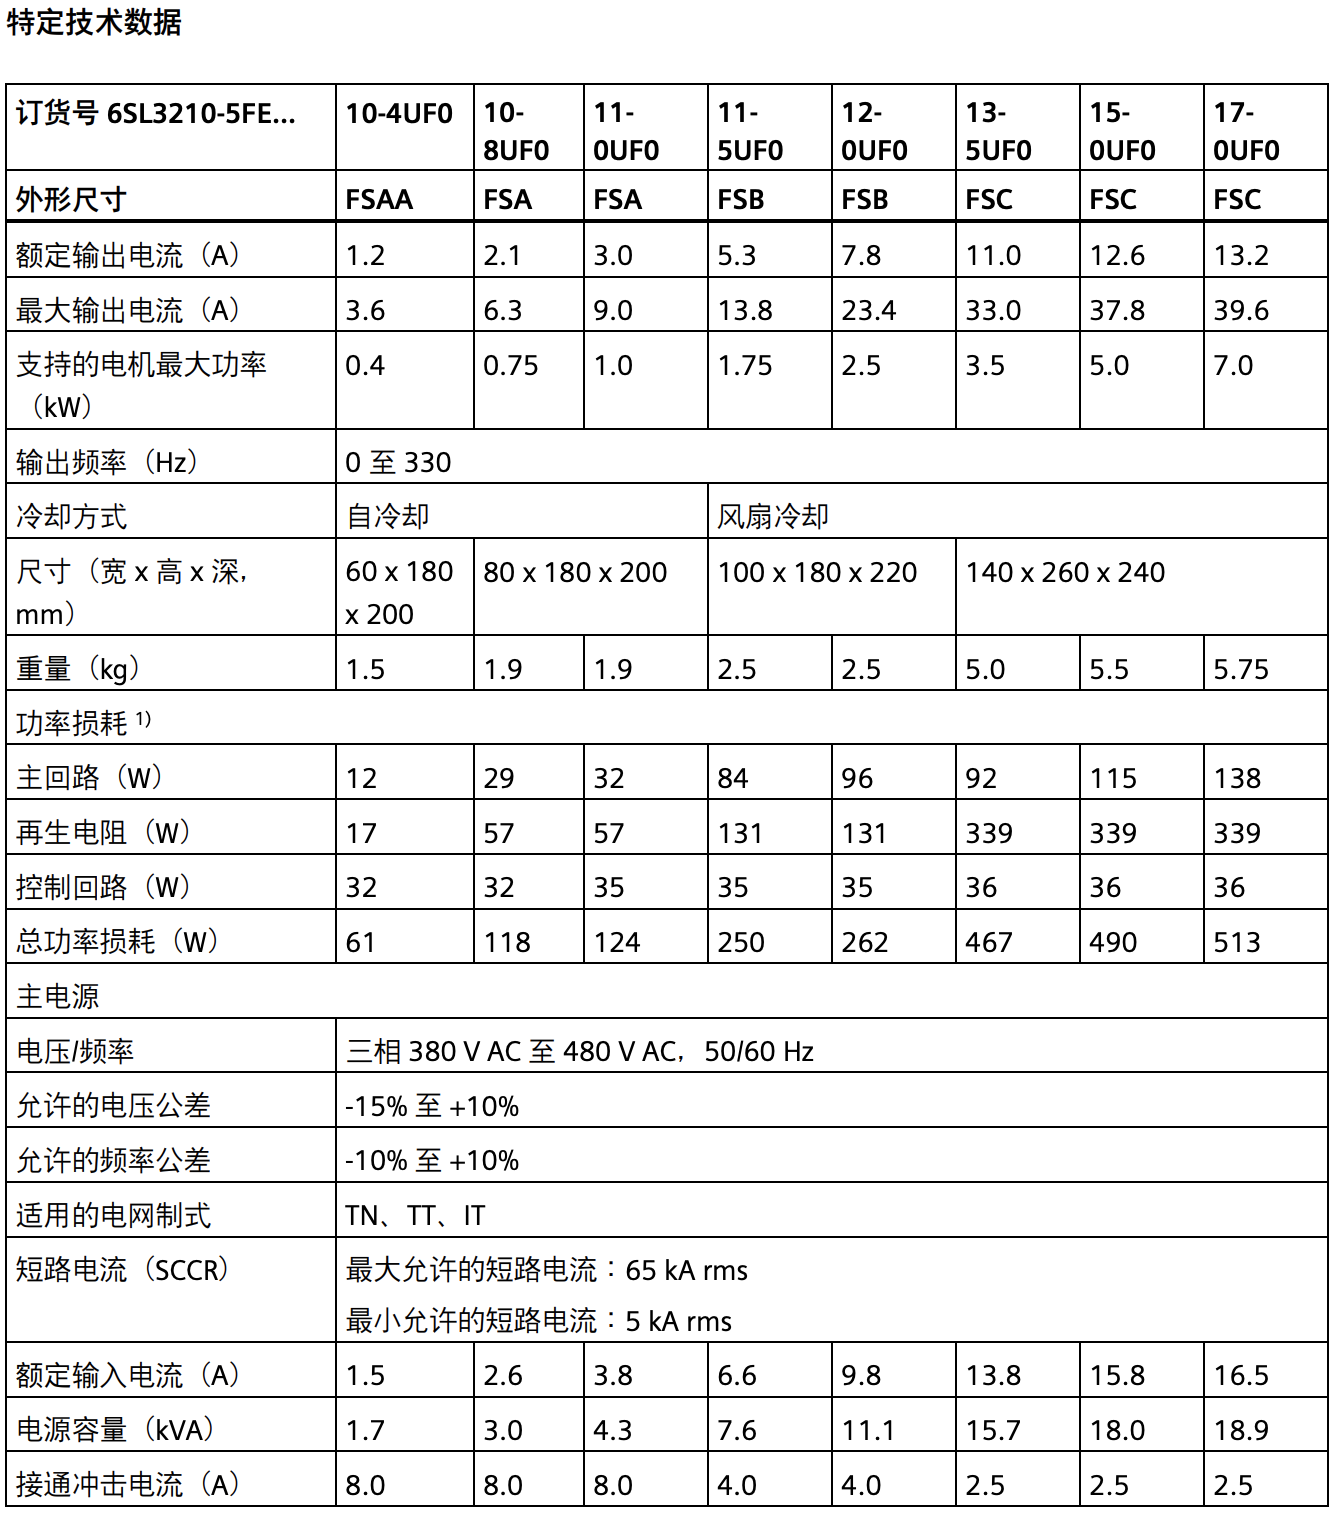 特定技术数据
订货号 6SL3210-5FE... 10-4UF0 10- 11- 11- 12- 13- 15- 17-
8UF0 0UF0 5UF0 0UF0 5UF0 0UF0 0UF0
外形尺寸 FSAA FSA FSA FSB FSB FSC FSC FSC
额定输出电流（A） 1.2 2.1 3.0 5.3 7.8 11.0 12.6 13.2
最大输出电流（A） 3.6 6.3 9.0 13.8 23.4 33.0 37.8 39.6
支持的电机最大功率 0.4 0.75 1.0 1.75 2.5 3.5 5.0 7.0
（kW）
输出频率（Hz） 0 至 330
冷却方式 自冷却 风扇冷却
尺寸（宽 x 高 x 深， 60 x 180 80 x 180 x 200 100 x 180 x 220 140 x 260 x 240
mm） x 200
重量（kg） 1.5 1.9 1.9 2.5 2.5 5.0 5.5 5.75
功率损耗 1)
主回路（W） 12 29 32 84 96 92 115 138
再生电阻（W） 17 57 57 131 131 339 339 339
控制回路（W） 32 32 35 35 35 36 36 36
总功率损耗（W） 61 118 124 250 262 467 490 513
主电源
电压/频率 三相 380 V AC 至 480 V AC，50/60 Hz
允许的电压公差 -15% 至 +10%
允许的频率公差 -10% 至 +10%
适用的电网制式 TN、TT、IT
短路电流（SCCR） 最大允许的短路电流：65 kA rms
最小允许的短路电流：5 kA rms
额定输入电流（A） 1.5 2.6 3.8 6.6 9.8 13.8 15.8 16.5
电源容量（kVA） 1.7 3.0 4.3 7.6 11.1 15.7 18.0 18.9
接通冲击电流（A） 8.0 8.0 8.0 4.0 4.0 2.5 2.5 2.5